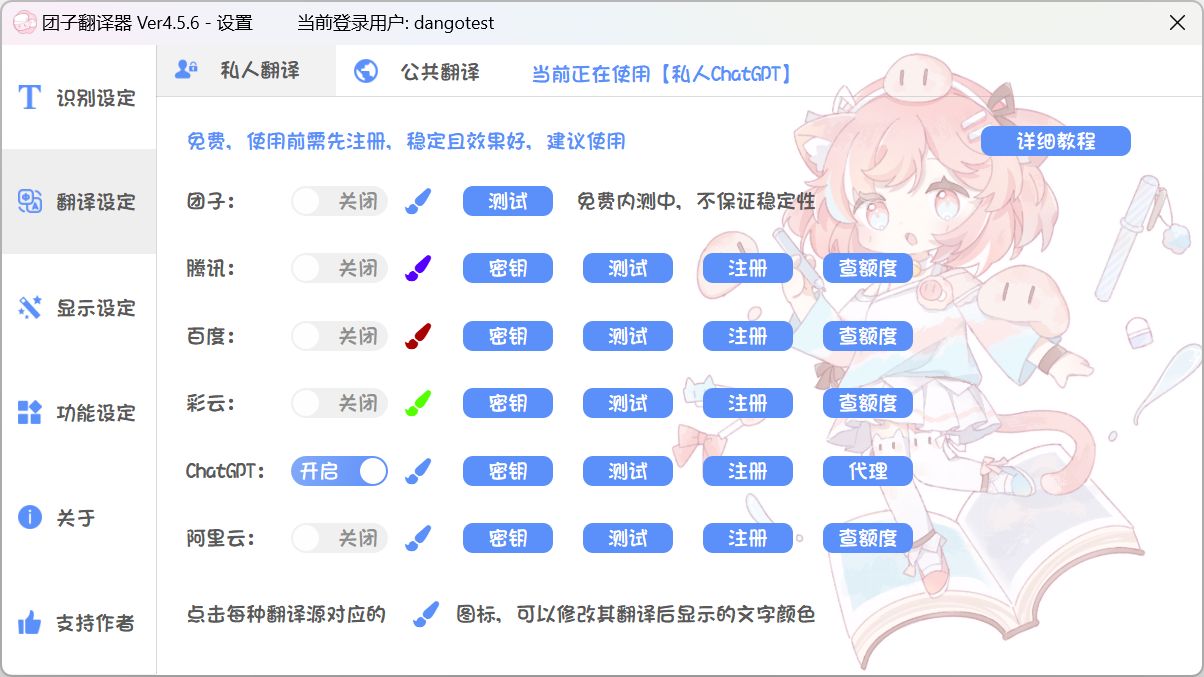 团子翻译器 Ver4.5.6 - 设置 当前登录用户: dangotest
识别设定
翻译设定
显示设定
功能设定
关于
支持作者
私人翻译 公共翻译 当前正在使用【私人ChatGPT】
免费, 使用前需先注册, 稳定且效果好, 建议使用 详细教程
团子: 关闭 测试 免费内测中, 不保证稳定性
腾讯: 关闭 密钥 测试 注册 查额度
百度: 关闭 密钥 测试 注册 查额度
彩云: 关闭 密钥 测试 注册 查额度
ChatGPT: 开启 密钥 测试 注册 代理
阿里云: 关闭 密钥 测试 注册 查额度
点击每种翻译源对应的 图标, 可以修改其翻译后显示的文字颜色